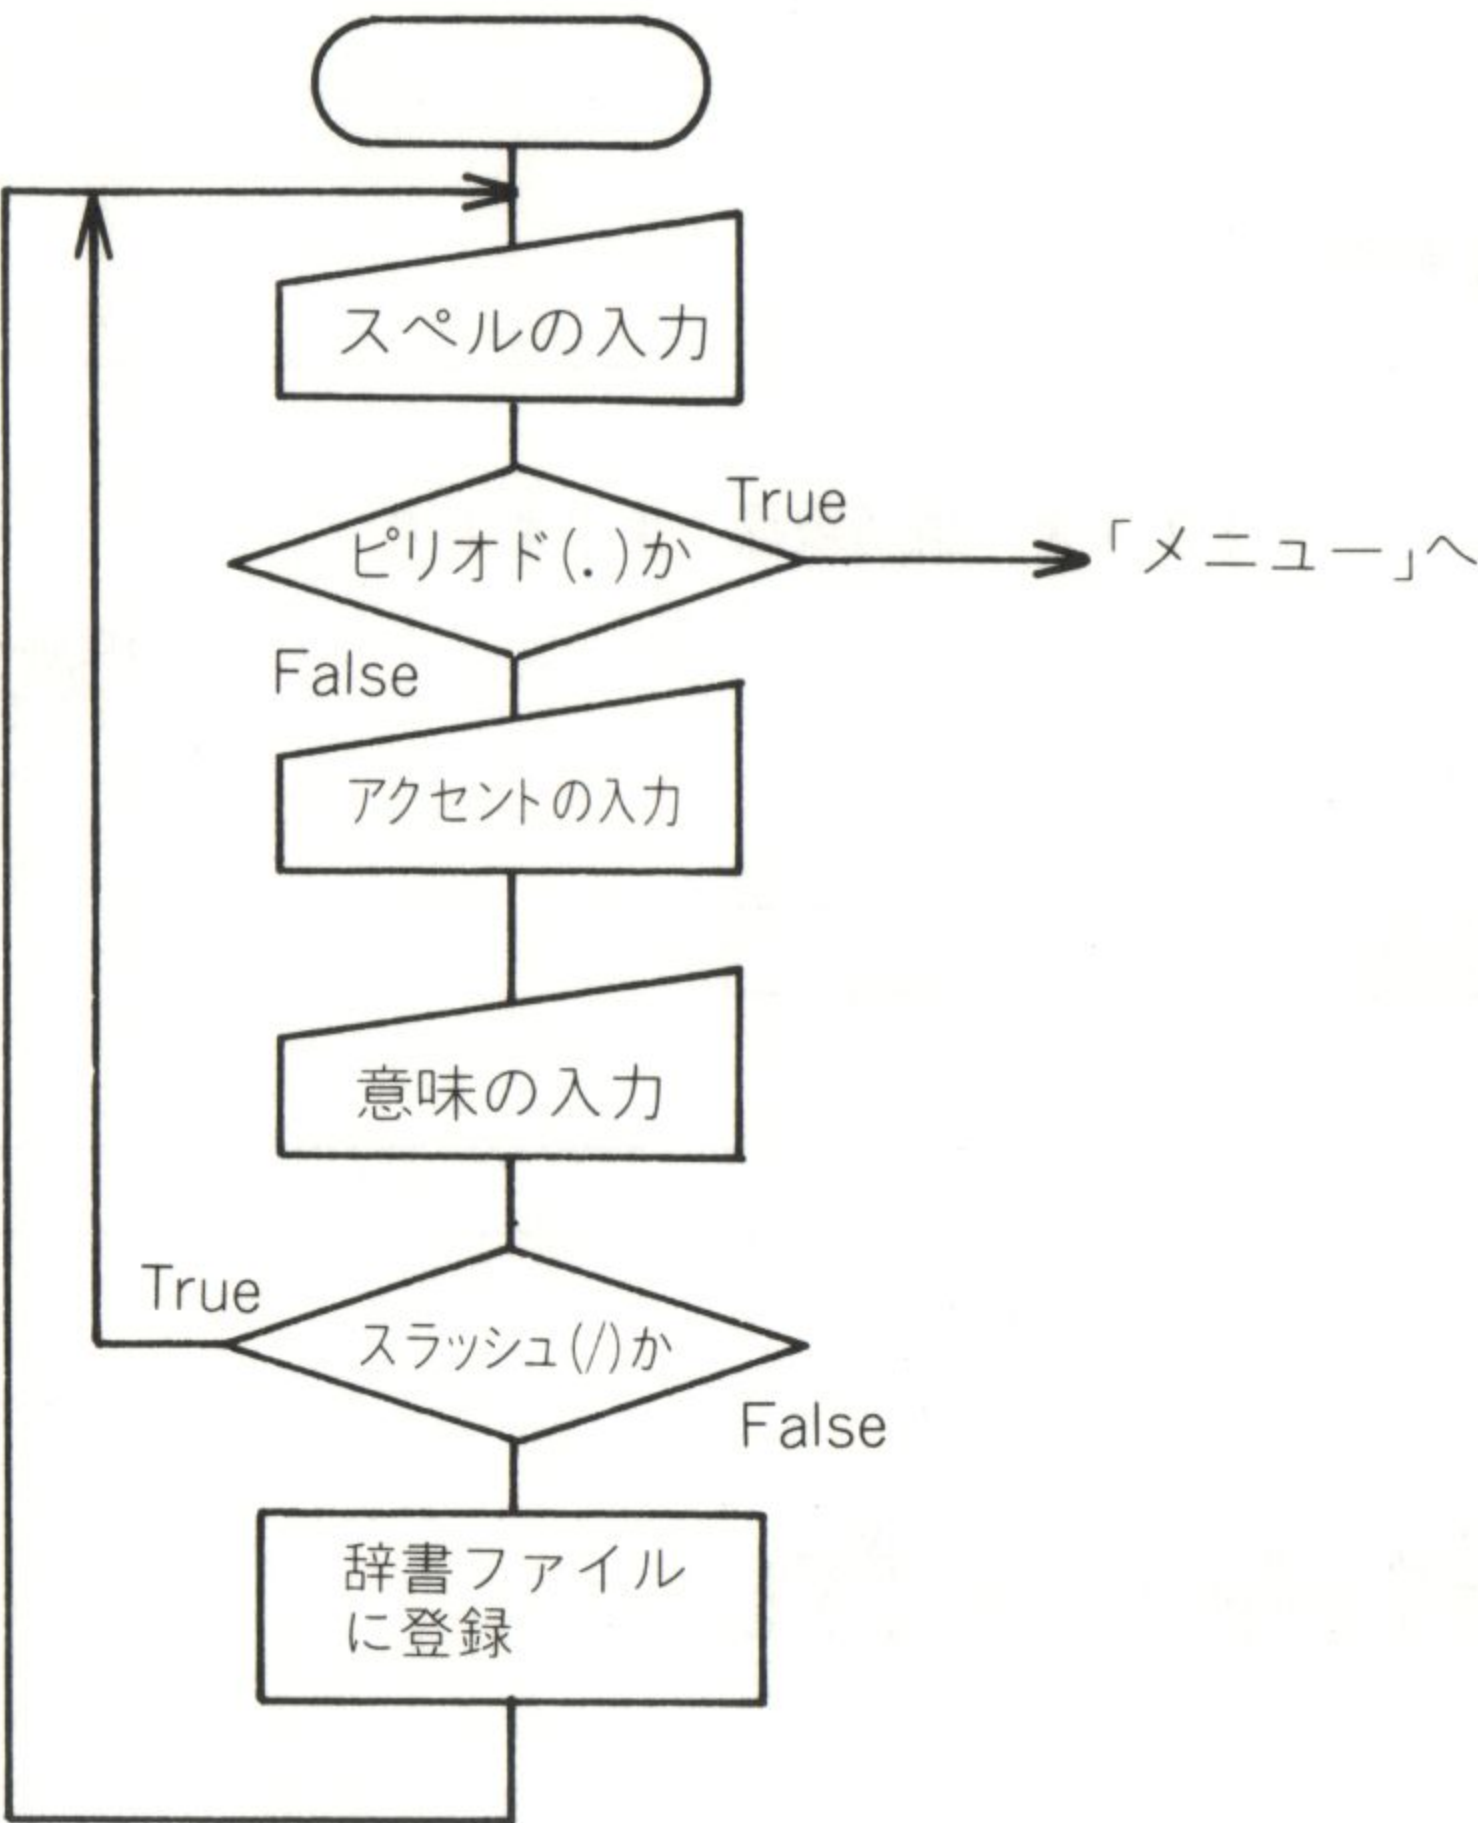 スペルの入力
True
ピリオド(.)か
「メニュー」へ
False
アクセントの入力
意味の入力
True
スラッシュ(/)か
False
辞書ファイル
に登録